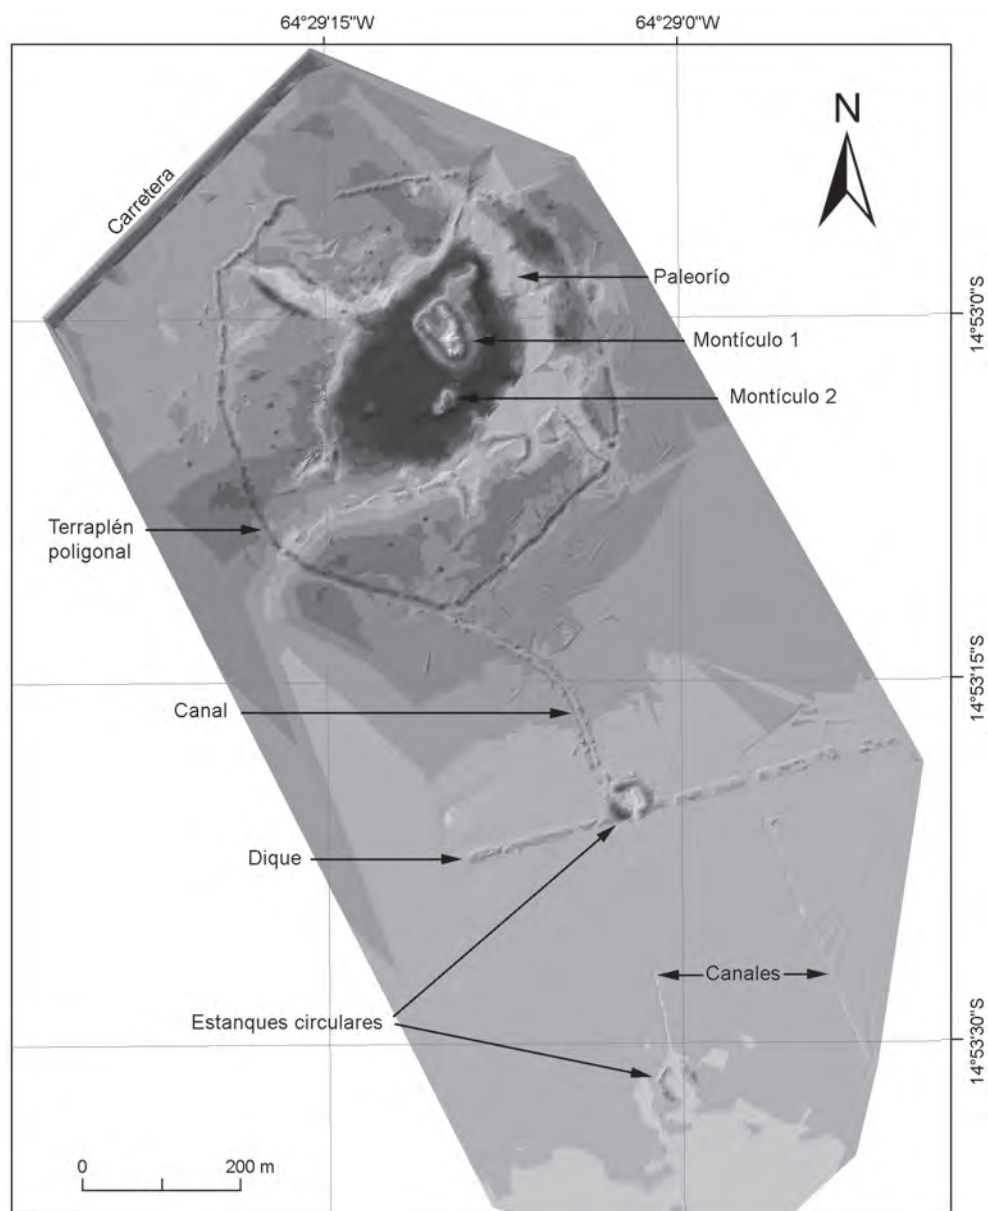 64°29'15"W
64°29'0"W
N
Carretera
Paleorío
14°53'0"S
Montículo 1
Montículo 2
Terraplén
poligonal
14°53'15"S
Canal
Dique
Canales
Estanques circulares
14°53'30"S
0
200 m